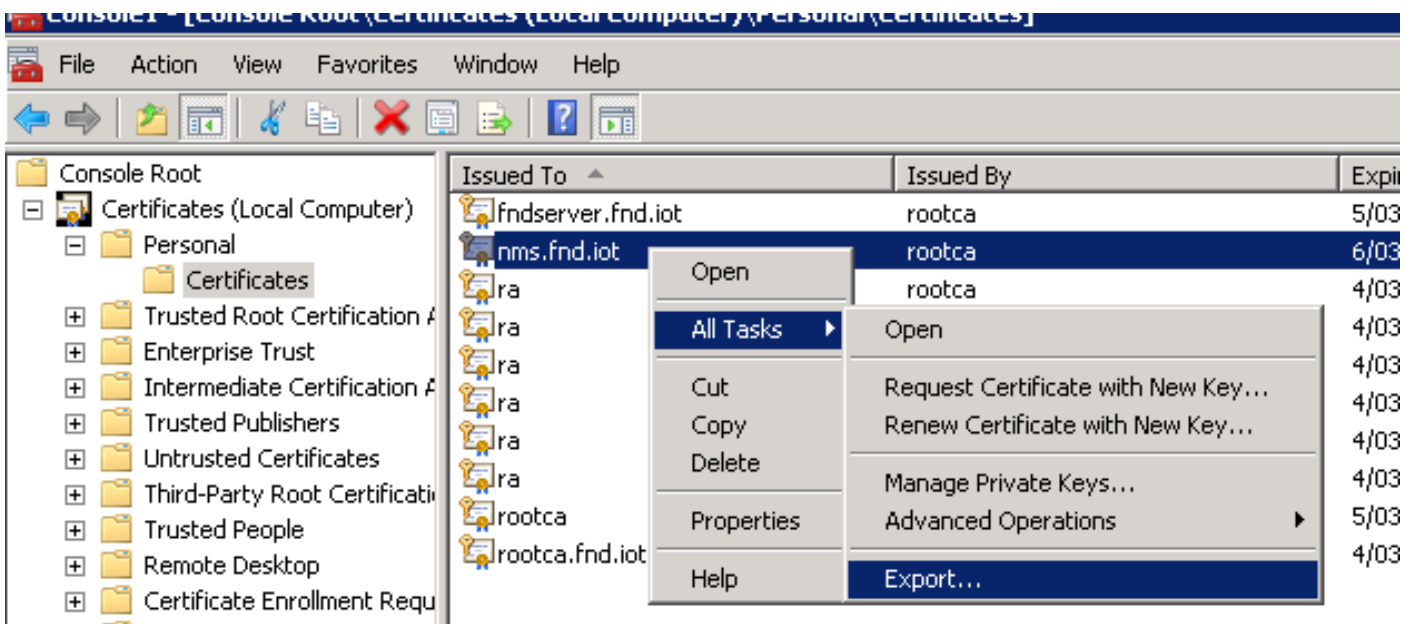 Console1 - [Console Root\Certificates (Local Computer)\Personal\Certificates]
File Action View Favorites Window Help
Console Root
Certificates (Local Computer)
Personal
Certificates
Trusted Root Certification A
Enterprise Trust
Intermediate Certification A
Trusted Publishers
Untrusted Certificates
Third-Party Root Certificati
Trusted People
Remote Desktop
Certificate Enrollment Requ
Issued To Issued By Expi
fndserver.fnd.iot rootca 5/03
nms.fnd.iot rootca 6/03
ra rootca 4/03
ra 4/03
ra 4/03
ra 4/03
ra 4/03
ra 4/03
rootca 5/03
rootca.fnd.iot 4/03
Open
All Tasks
Cut
Copy
Delete
Properties
Help
Open
Request Certificate with New Key...
Renew Certificate with New Key...
Manage Private Keys...
Advanced Operations
Export...